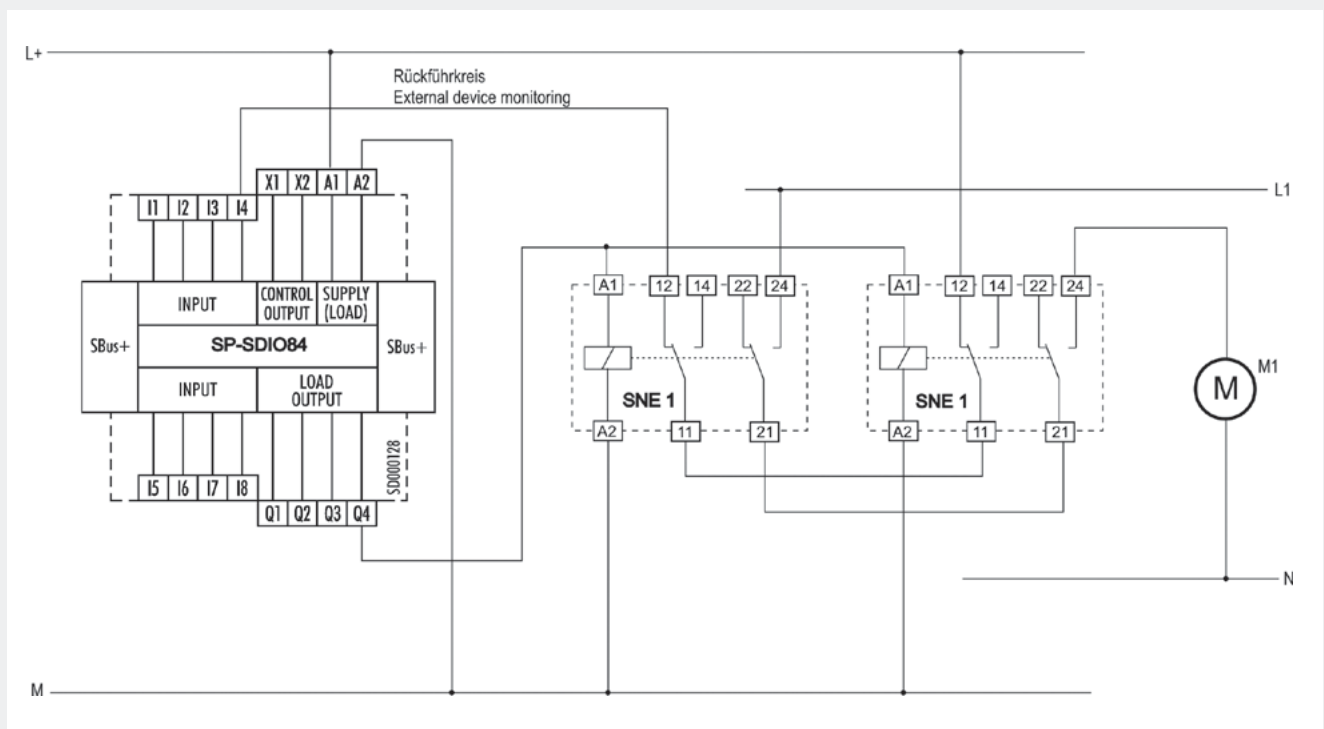 L+
Rückführkreis
External device monitoring
X1 X2 A1 A2
I1 I2 I3 I4
L1
A1 12 14 22 24
A1 12 14 22 24
INPUT
CONTROL OUTPUT
SUPPLY (LOAD)
SBus+
SP-SDIO84
SBus+
INPUT
LOAD OUTPUT
SD000128
SNE 1
SNE 1
M
M1
A2 11 21
A2 11 21
I5 I6 I7 I8
Q1 Q2 Q3 Q4
N
M